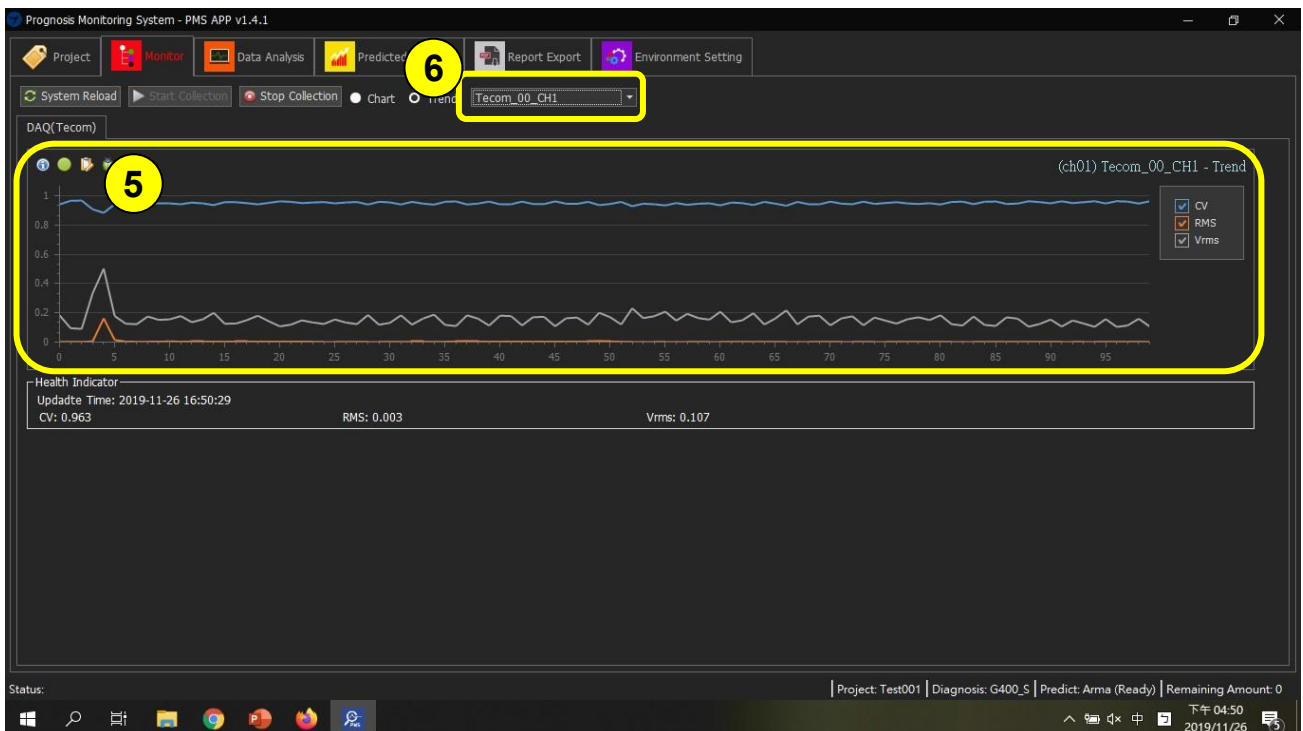 Prognosis Monitoring System - PMS APP v1.4.1
Project Monitor Data Analysis Predicted Report Export Environment Setting
6
System Reload Start Collection Stop Collection Chart Trend Tecom_00_CH1
DAQ(Tecom)
5
(ch01) Tecom_00_CH1 - Trend
1
0.8
0.6
0.4
0.2
0
0 5 10 15 20 25 30 35 40 45 50 55 60 65 70 75 80 85 90 95
CV
RMS
Vrms
Health Indicator
Updadte Time: 2019-11-26 16:50:29
CV: 0.963 RMS: 0.003 Vrms: 0.107
Status: Project: Test001 Diagnosis: G400_S Predict: Arma (Ready) Remaining Amount: 0
中 下午 04:50
2019/11/26 5